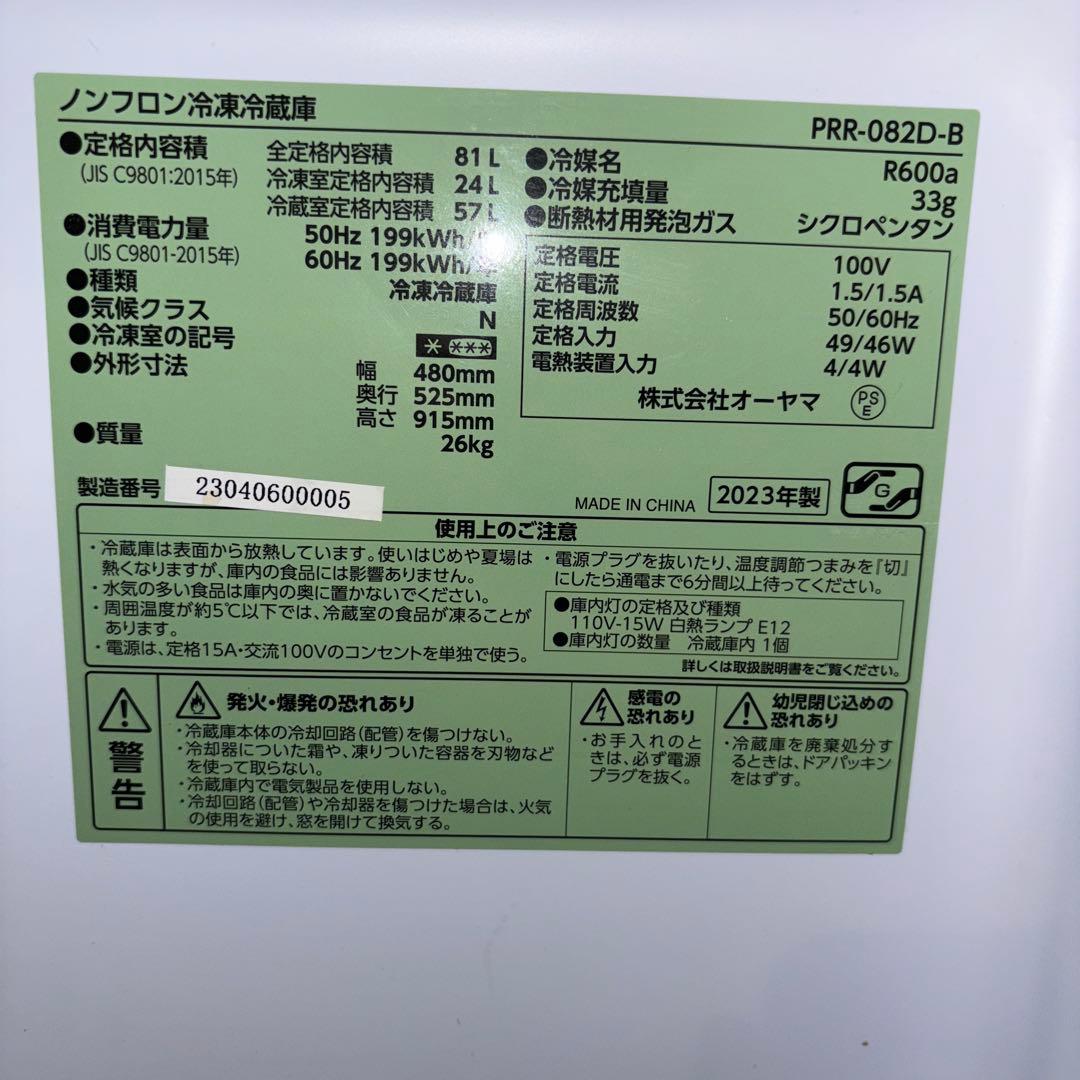 ノンフロン冷凍冷蔵庫
PRR-082D-B
●定格内容積
(JIS C9801:2015年)
全定格内容積 81 L
冷凍室定格内容積 24 L
冷蔵室定格内容積 57 L
●消費電力量
(JIS C9801-2015年)
50Hz 199kWh/
60Hz 199kWh/年
●種類 冷凍冷蔵庫
●気候クラス N
●冷凍室の記号
●外形寸法
幅 480mm
奥行 525mm
高さ 915mm
●質量 26kg
●冷媒名 R600a
●冷媒充填量 33g
●断熱材用発泡ガス シクロペンタン
定格電圧 100V
定格電流 1.5/1.5A
定格周波数 50/60Hz
定格入力 49/46W
電熱装置入力 4/4W
株式会社オーヤマ
PS
E
製造番号 23040600005
MADE IN CHINA
2023年製
G
使用上のご注意
・冷蔵庫は表面から放熱しています。使いはじめや夏場は
熱くなりますが、庫内の食品には影響ありません。
・水気の多い食品は庫内の奥に置かないでください。
・周囲温度が約5℃以下では、冷蔵室の食品が凍ることが
あります。
・電源は、定格15A・交流100Vのコンセントを単独で使う。
・電源プラグを抜いたり、温度調節つまみを『切』
にしたら通電まで6分間以上待ってください。
●庫内灯の定格及び種類
110V-15W 白熱ランプ E12
●庫内灯の数量 冷蔵庫内 1個
詳しくは取扱説明書をご覧ください。
警告
発火・爆発の恐れあり
・冷蔵庫本体の冷却回路(配管)を傷つけない。
・冷却器についた霜や、凍りついた容器を刃物など
を使って取らない。
・冷蔵庫内で電気製品を使用しない。
・冷却回路(配管)や冷却器を傷つけた場合は、火気
の使用を避け、窓を開けて換気する。
感電の
恐れあり
・お手入れのと
きは、必ず電源
プラグを抜く。
幼児閉じ込めの
恐れあり
・冷蔵庫を廃棄処分す
るときは、ドアパッキン
をはずす。